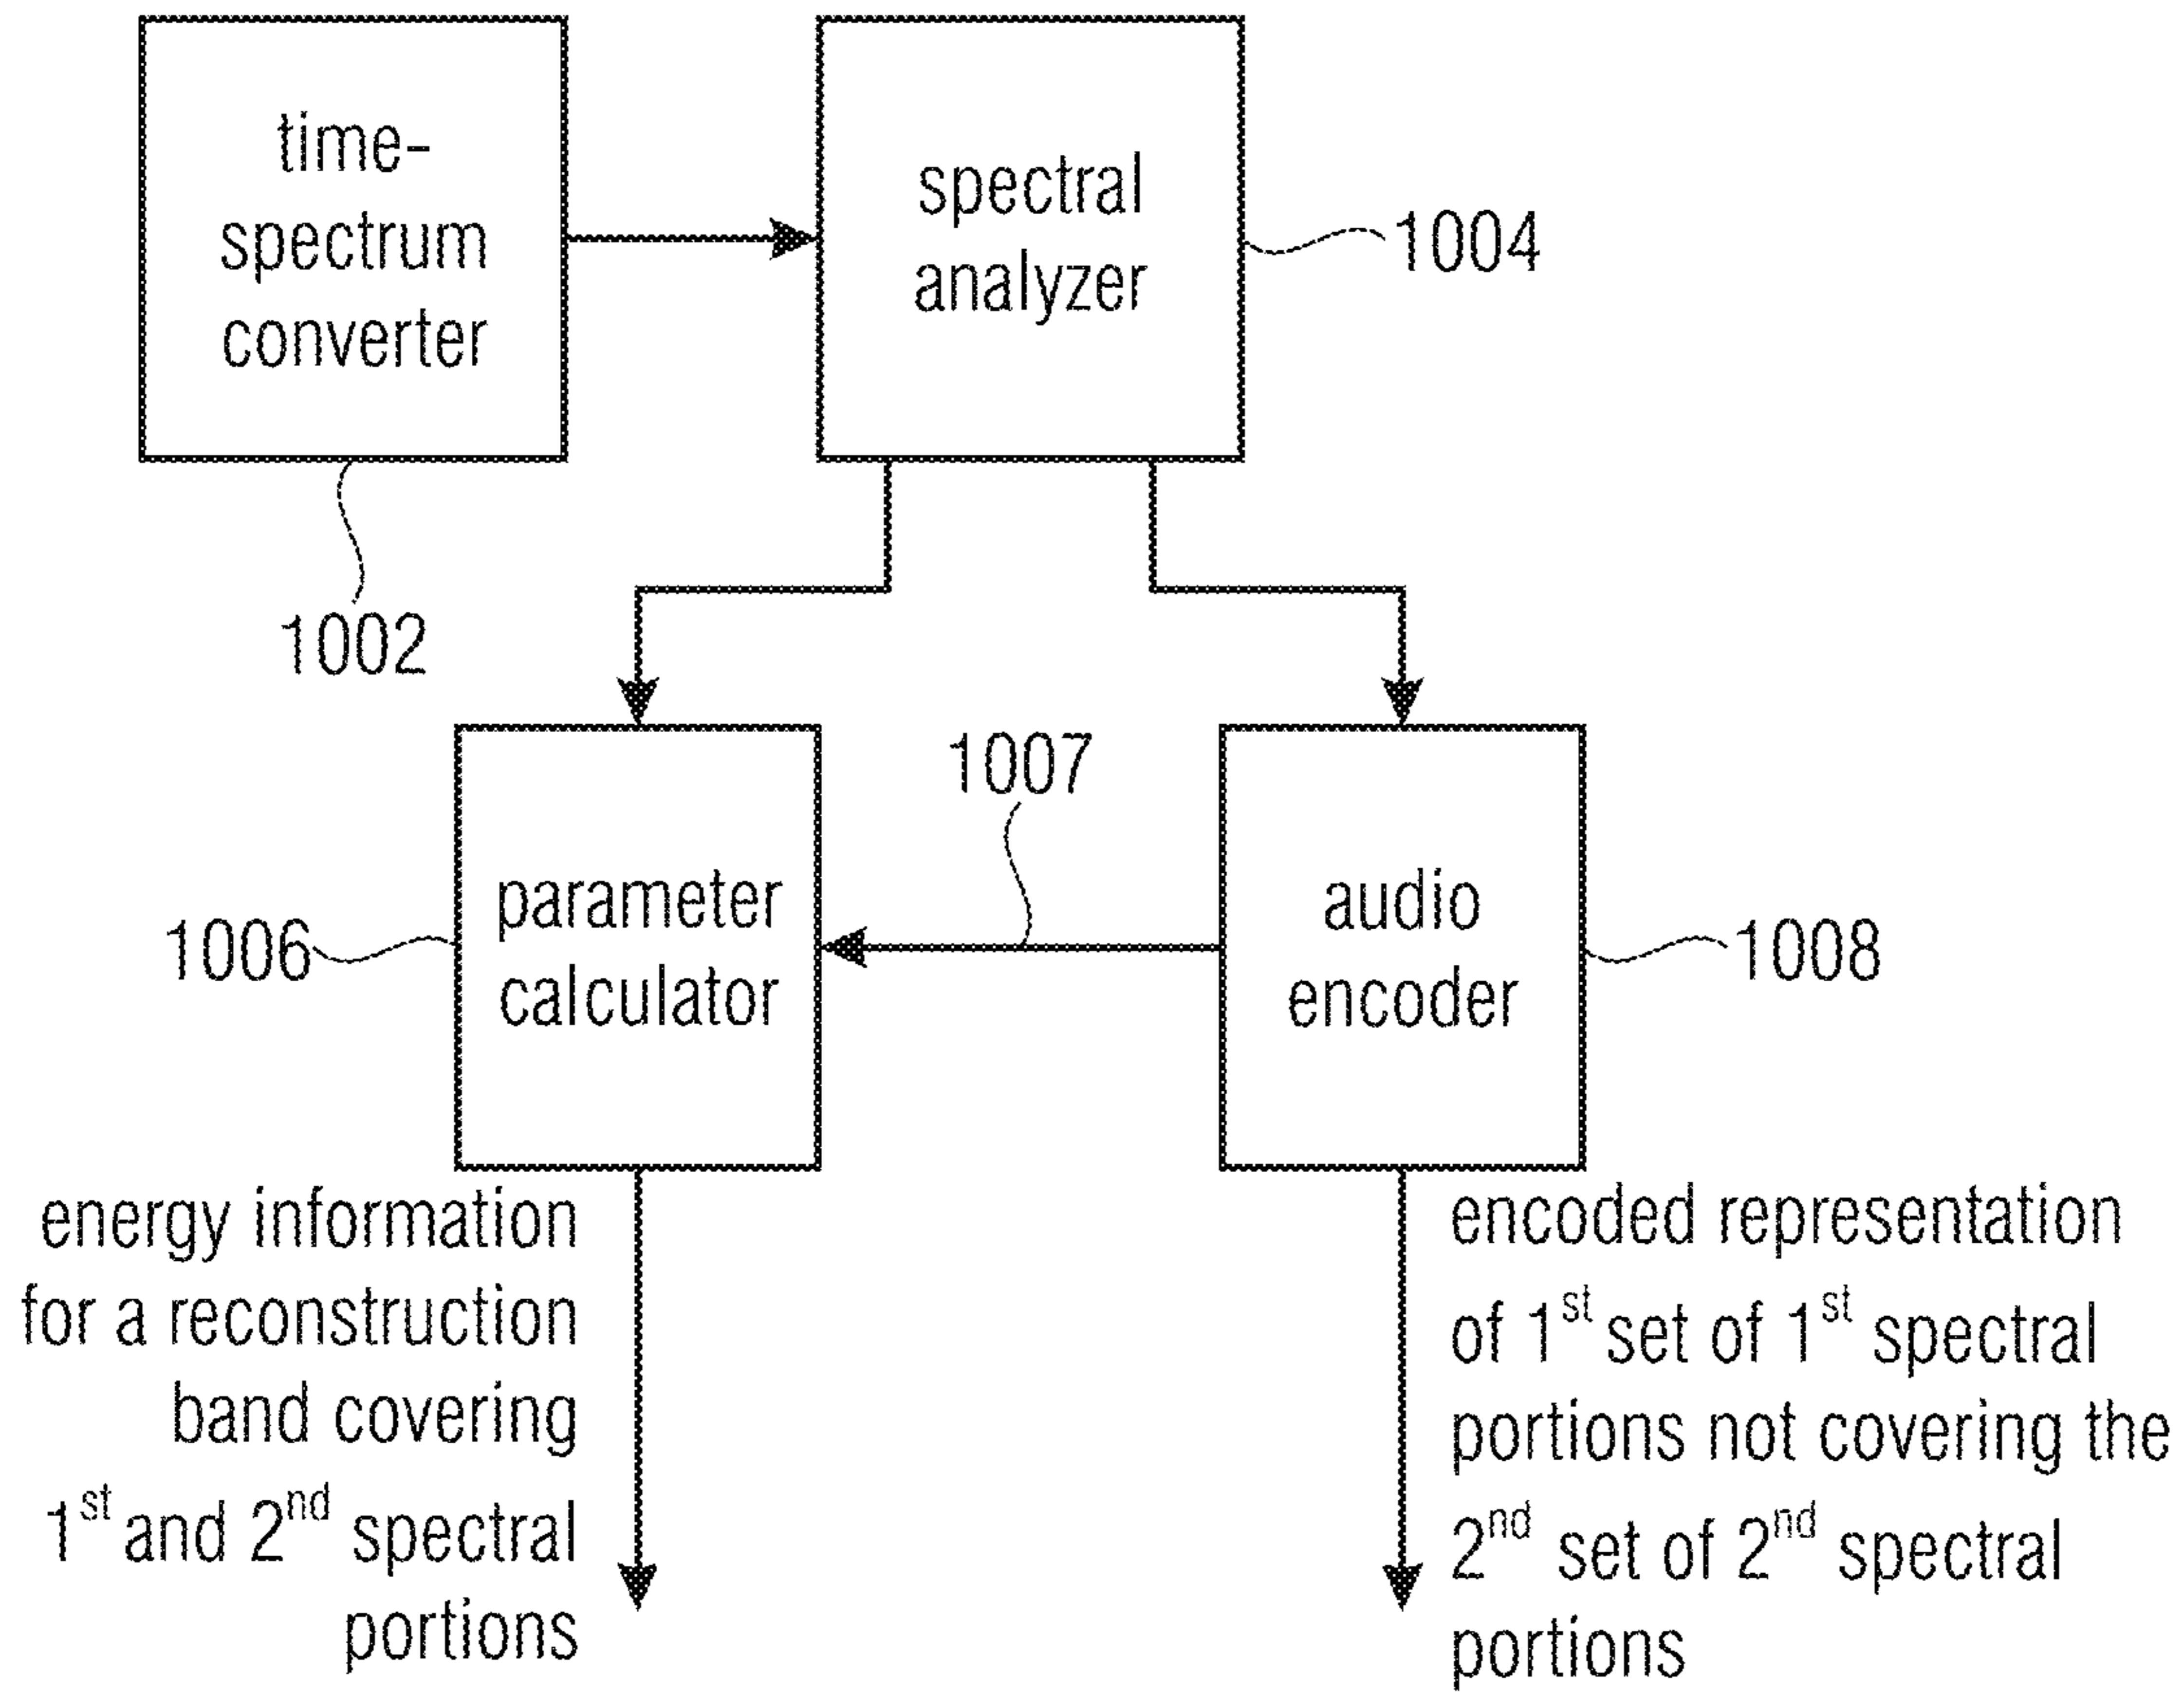 time-
spectrum
converter
spectral
analyzer
1004
1002
1007
parameter
calculator
1006
audio
encoder
1008
energy information
for a reconstruction
band covering
1st and 2nd spectral
portions
encoded representation
of 1st set of 1st spectral
portions not covering the
2nd set of 2nd spectral
portions